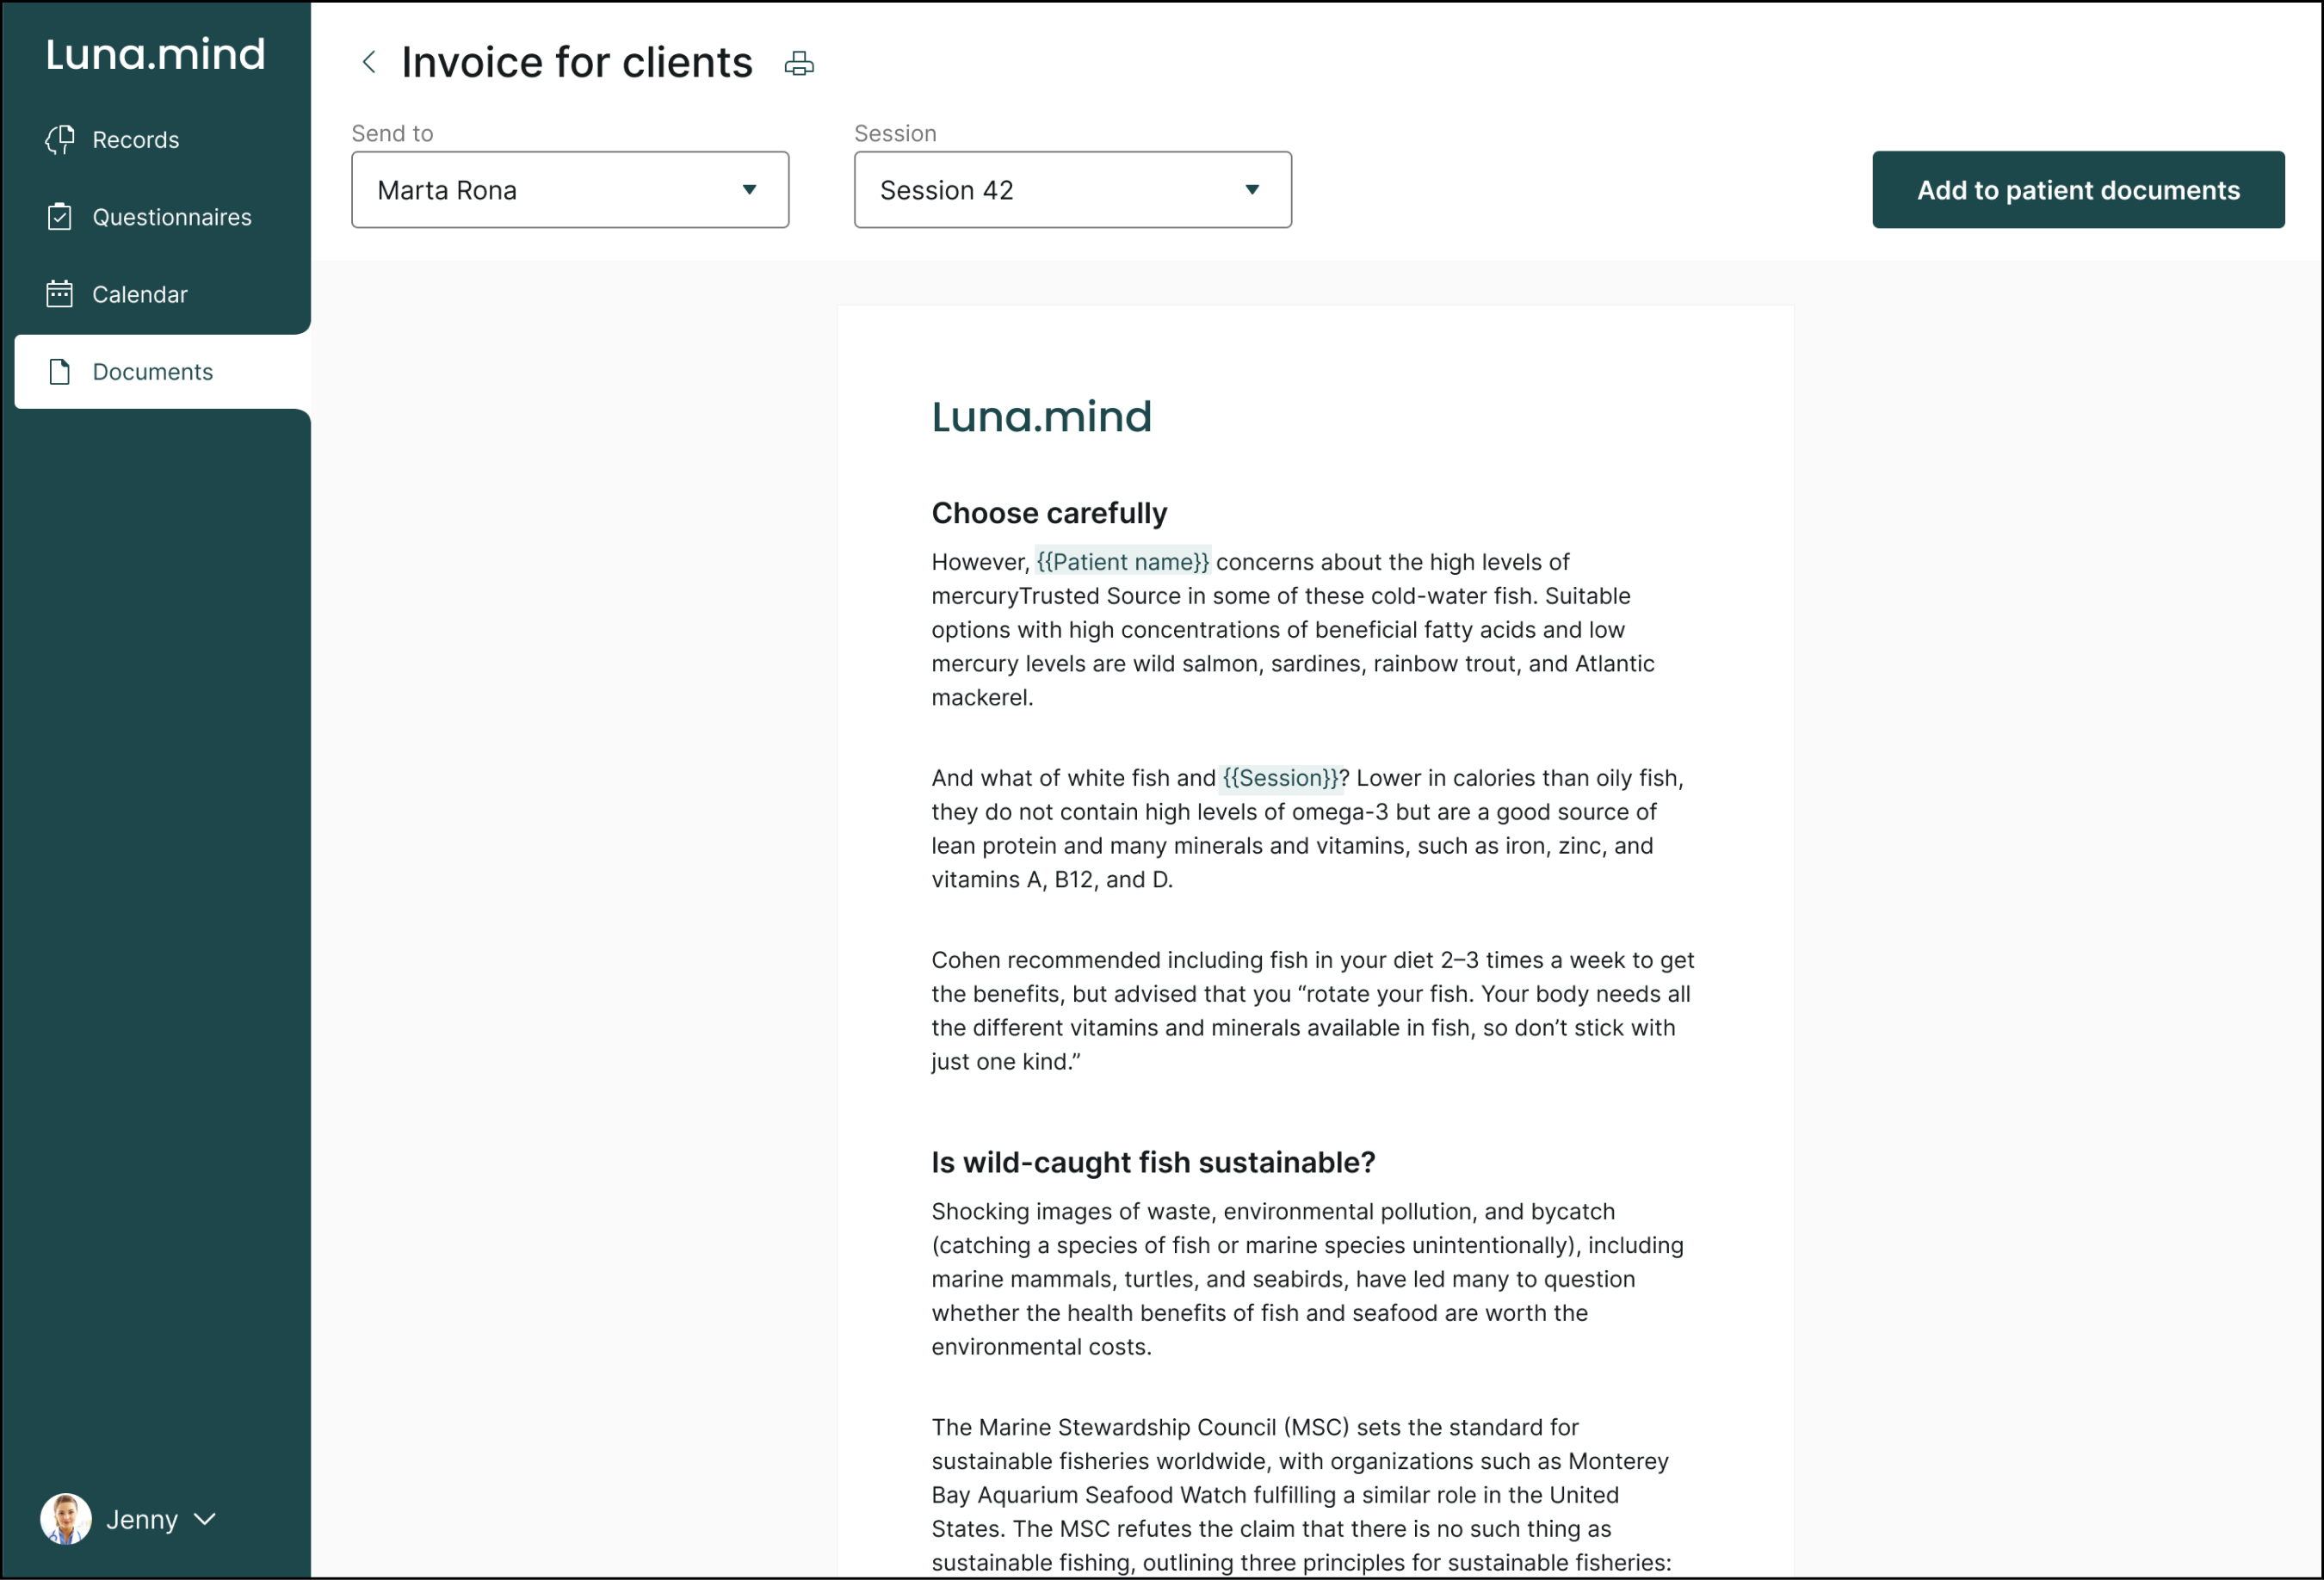 Luna.mind
Records
Questionnaires
Calendar
Documents
Jenny
Invoice for clients
Send to
Marta Rona
Session
Session 42
Add to patient documents
Luna.mind
Choose carefully
However, {{Patient name}} concerns about the high levels of
mercuryTrusted Source in some of these cold-water fish. Suitable
options with high concentrations of beneficial fatty acids and low
mercury levels are wild salmon, sardines, rainbow trout, and Atlantic
mackerel.
And what of white fish and {{Session}}? Lower in calories than oily fish,
they do not contain high levels of omega-3 but are a good source of
lean protein and many minerals and vitamins, such as iron, zinc, and
vitamins A, B12, and D.
Cohen recommended including fish in your diet 2–3 times a week to get
the benefits, but advised that you “rotate your fish. Your body needs all
the different vitamins and minerals available in fish, so don’t stick with
just one kind.”
Is wild-caught fish sustainable?
Shocking images of waste, environmental pollution, and bycatch
(catching a species of fish or marine species unintentionally), including
marine mammals, turtles, and seabirds, have led many to question
whether the health benefits of fish and seafood are worth the
environmental costs.
The Marine Stewardship Council (MSC) sets the standard for
sustainable fisheries worldwide, with organizations such as Monterey
Bay Aquarium Seafood Watch fulfilling a similar role in the United
States. The MSC refutes the claim that there is no such thing as
sustainable fishing, outlining three principles for sustainable fisheries: